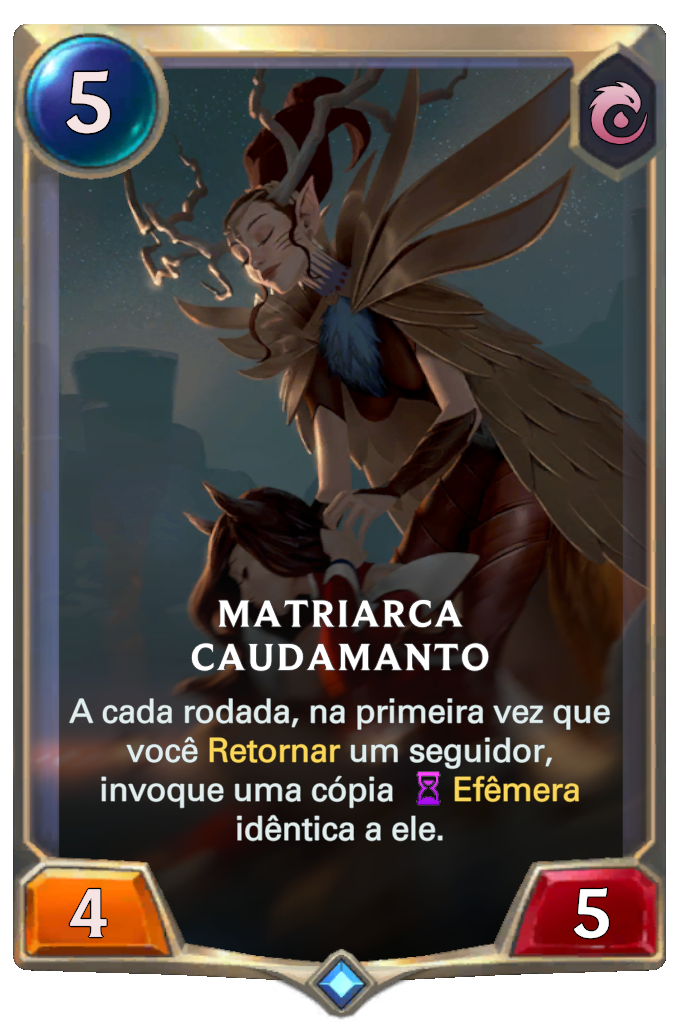 5
MATRIARCA
CAUDAMANTO
A cada rodada, na primeira vez que
você Retornar um seguidor,
invoque uma cópia Efêmera
idêntica a ele.
4
5